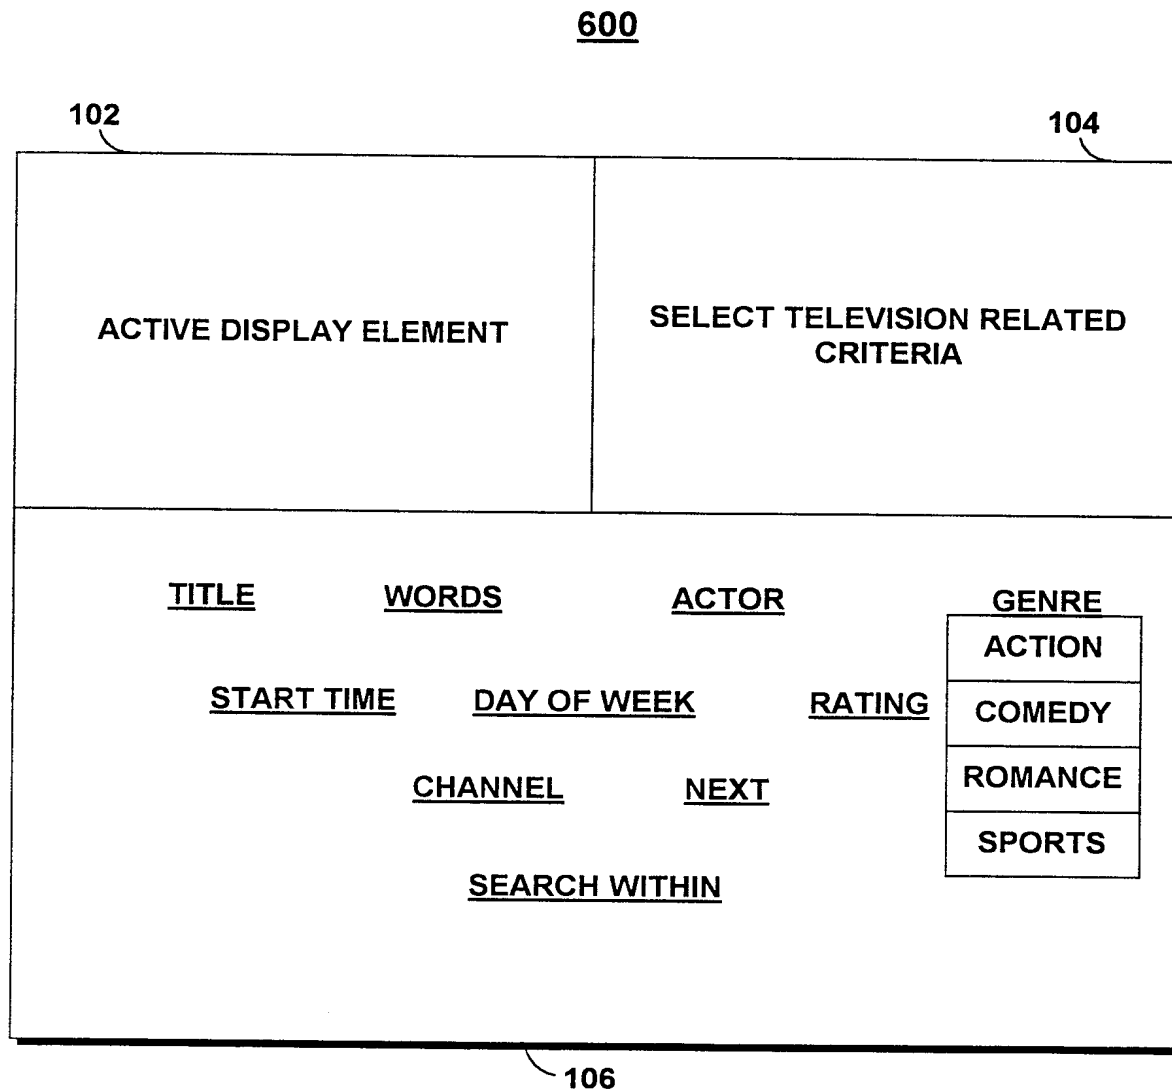 600
102
104
ACTIVE DISPLAY ELEMENT
SELECT TELEVISION RELATED
CRITERIA
TITLE WORDS ACTOR GENRE
ACTION
START TIME DAY OF WEEK RATING
COMEDY
CHANNEL NEXT
ROMANCE
SPORTS
SEARCH WITHIN
106